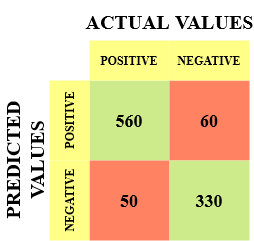 ACTUAL VALUES
POSITIVE NEGATIVE
PREDICTED
VALUES
POSITIVE
560 60
NEGATIVE
50 330